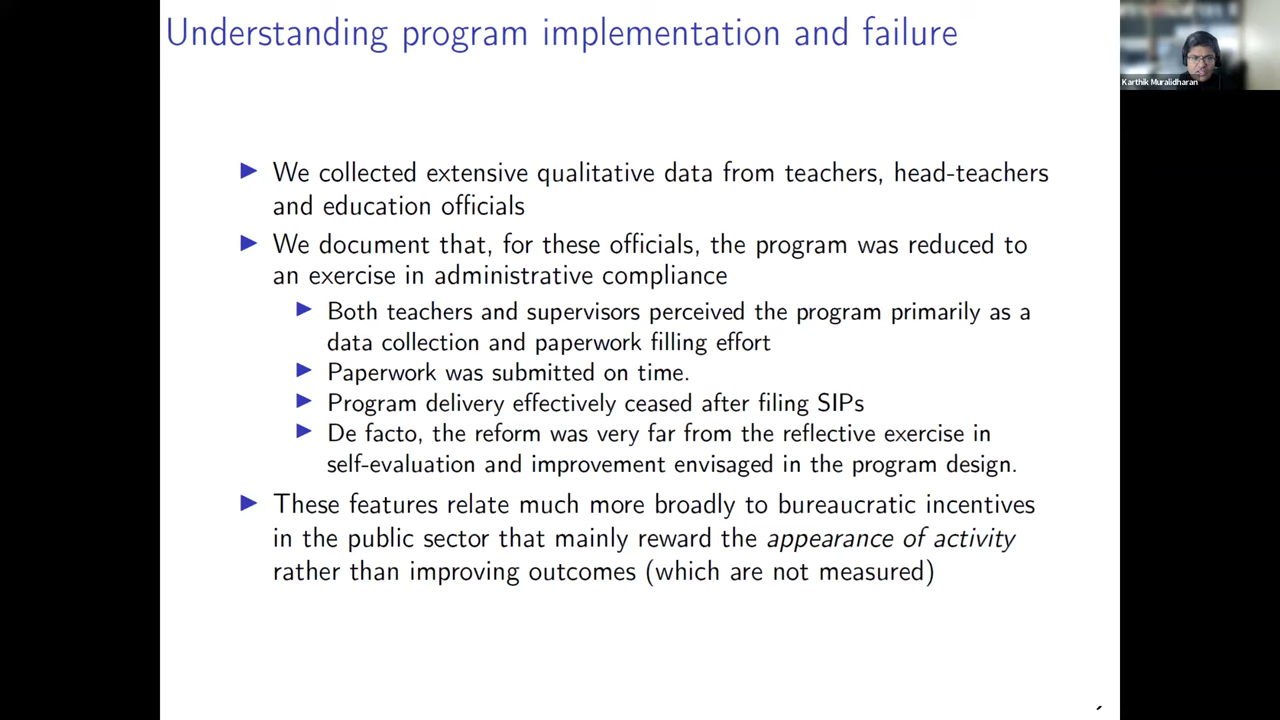 Understanding program implementation and failure
Karthik Muralidharan
We collected extensive qualitative data from teachers, head-teachers
and education officials
We document that, for these officials, the program was reduced to
an exercise in administrative compliance
Both teachers and supervisors perceived the program primarily as a
data collection and paperwork filling effort
Paperwork was submitted on time.
Program delivery effectively ceased after filing SIPs
De facto, the reform was very far from the reflective exercise in
self-evaluation and improvement envisaged in the program design.
These features relate much more broadly to bureaucratic incentives
in the public sector that mainly reward the appearance of activity
rather than improving outcomes (which are not measured)